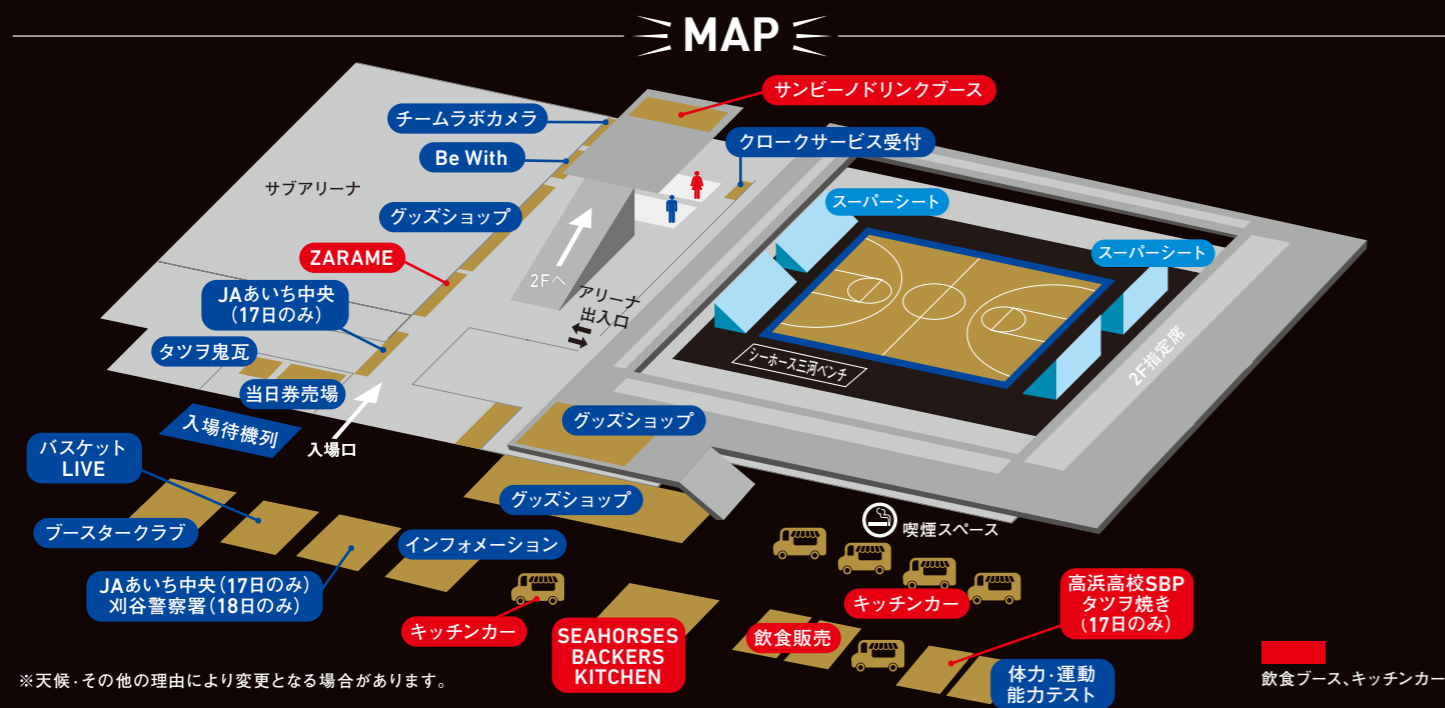 MAP
サンビーノドリンクブース
チームラボカメラ
クロークサービス受付
Be With
サブアリーナ
スーパーシート
グッズショップ
スーパーシート
ZARAME
2Fへ
アリーナ
出入口
JAあいち中央
(17日のみ)
タツヲ鬼瓦
シーホース三河ベンチ
2F指定席
当日券売場
入場待機列
入場口
グッズショップ
バスケット
LIVE
グッズショップ
ブースタークラブ
インフォメーション
喫煙スペース
JAあいち中央(17日のみ)
刈谷警察署(18日のみ)
キッチンカー
SEAHORSES
BACKERS
KITCHEN
飲食販売
キッチンカー
高浜高校SBP
タツヲ焼き
(17日のみ)
体力・運動
能力テスト
飲食ブース、キッチンカー
※天候・その他の理由により変更となる場合があります。